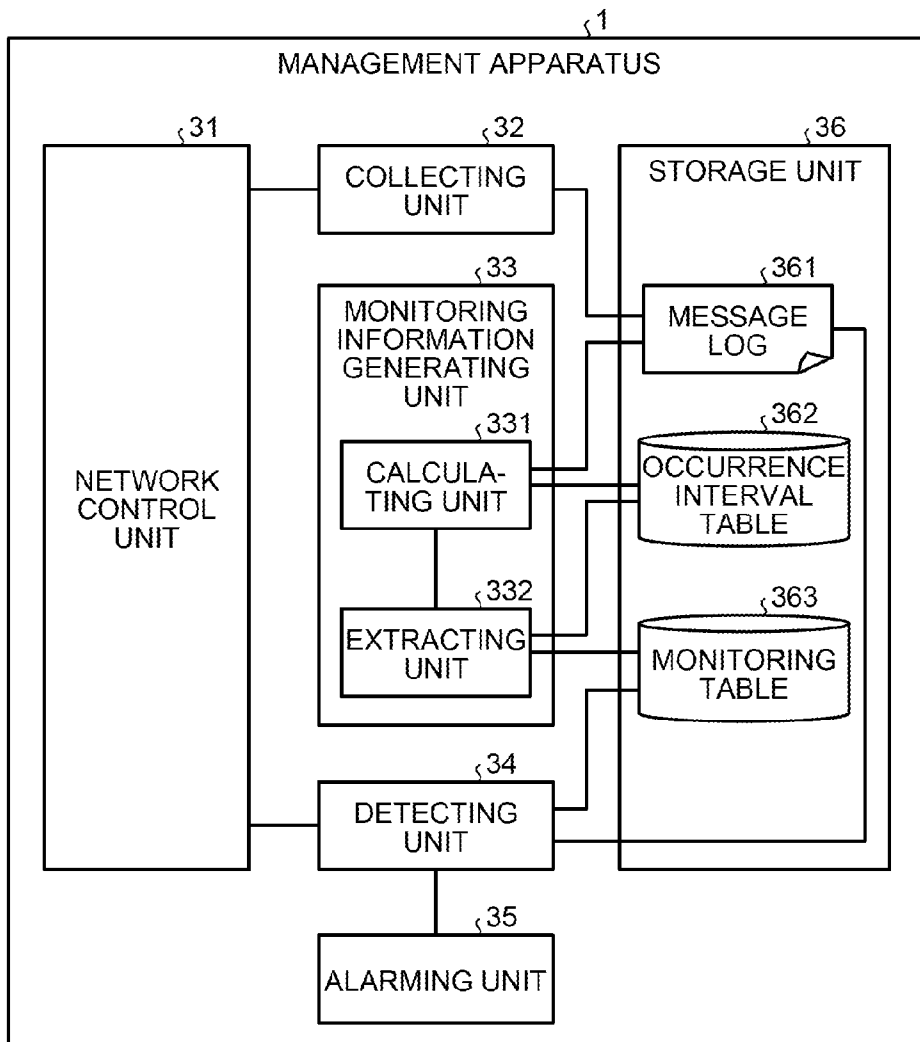 1
MANAGEMENT APPARATUS
31
NETWORK
CONTROL
UNIT
32
COLLECTING
UNIT
33
MONITORING
INFORMATION
GENERATING
UNIT
331
CALCULA-
TING UNIT
332
EXTRACTING
UNIT
34
DETECTING
UNIT
35
ALARMING UNIT
36
STORAGE UNIT
361
MESSAGE
LOG
362
OCCURRENCE
INTERVAL
TABLE
363
MONITORING
TABLE